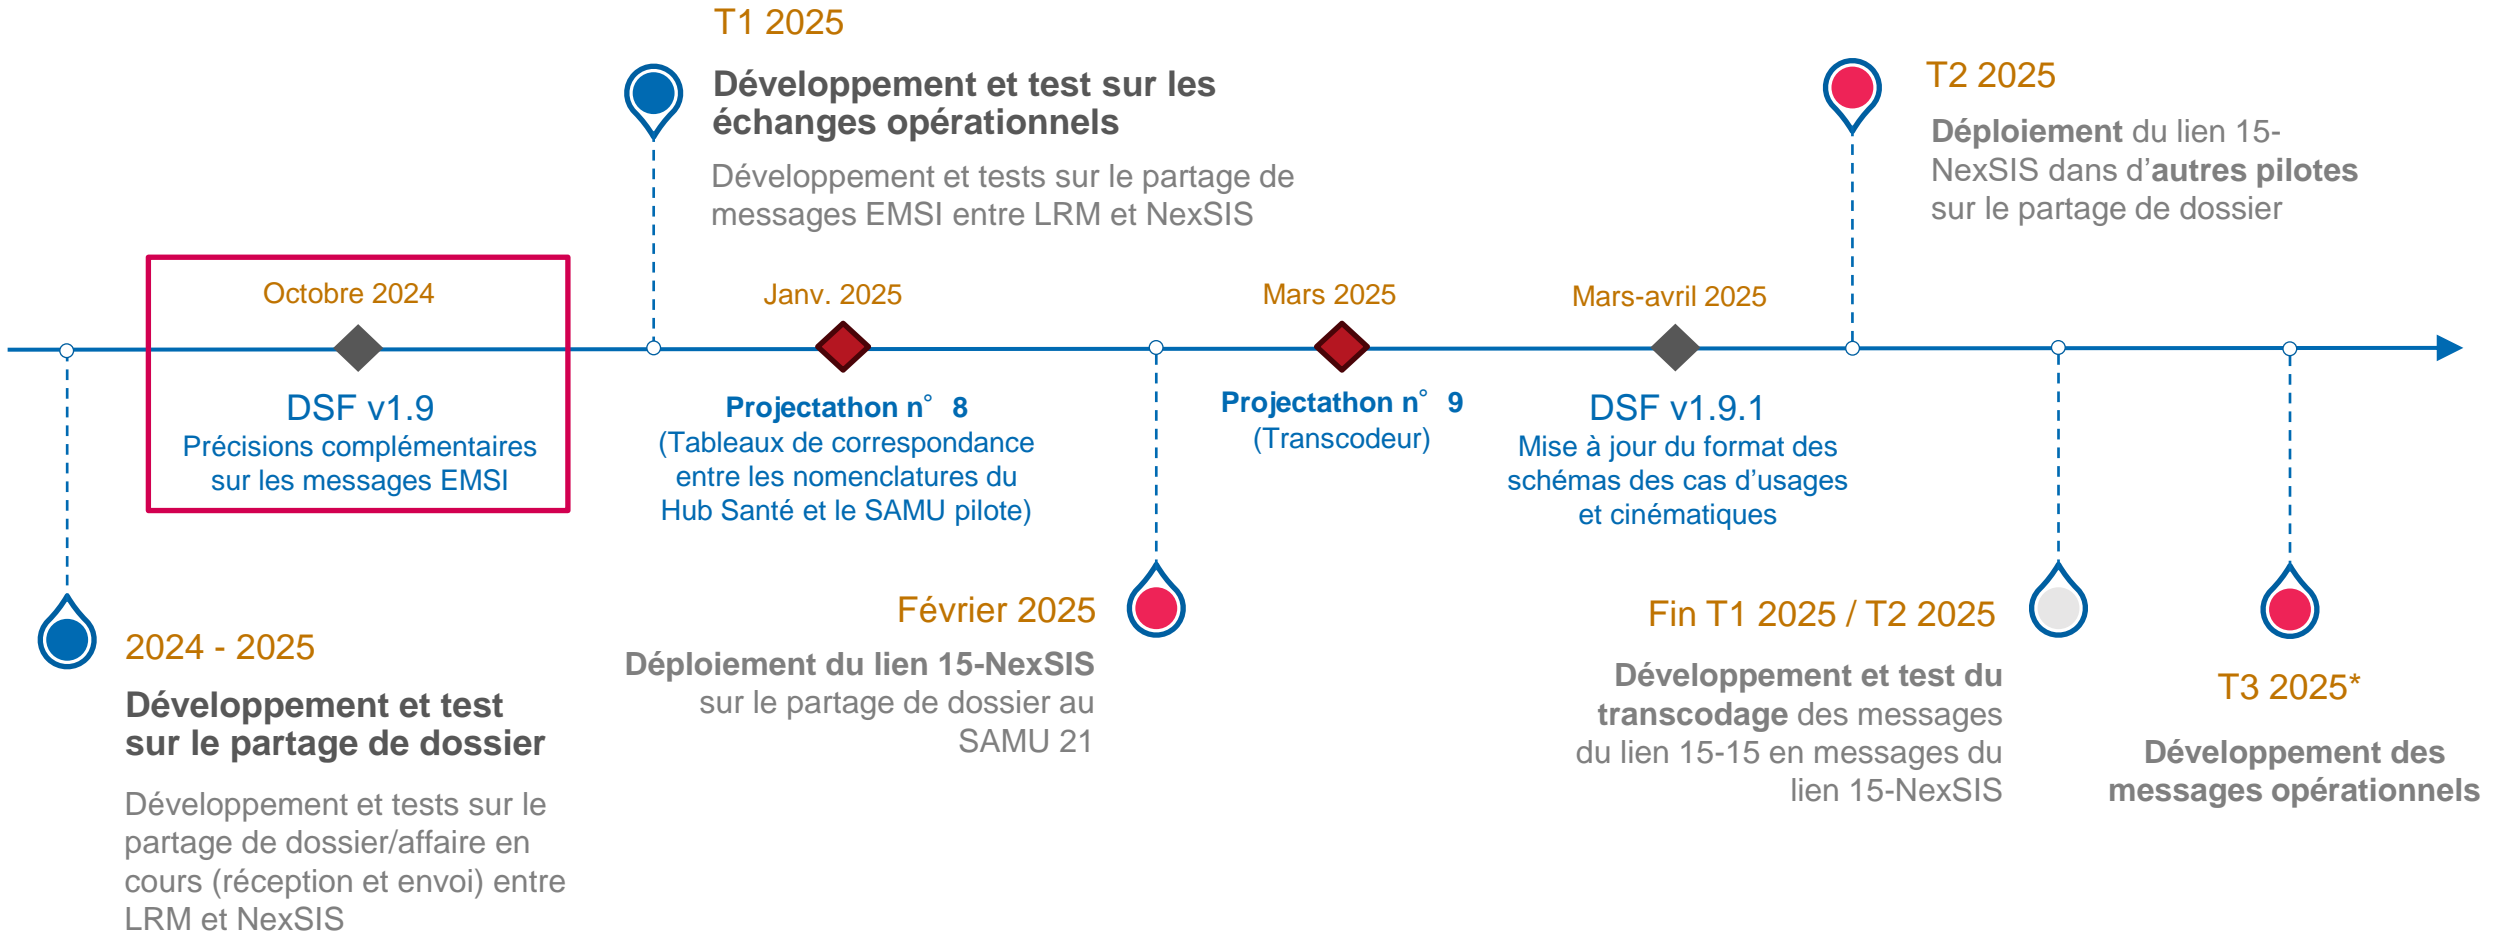 T1 2025
Développement et test sur les
échanges opérationnels
Développement et tests sur le partage de
messages EMSI entre LRM et NexSIS
T2 2025
Déploiement du lien 15-
NexSIS dans d’autres pilotes
sur le partage de dossier
Octobre 2024
DSF v1.9
Précisions complémentaires
sur les messages EMSI
Janv. 2025
Projectathon n° 8
(Tableaux de correspondance
entre les nomenclatures du
Hub Santé et le SAMU pilote)
Mars 2025
Projectathon n° 9
(Transcodeur)
Mars-avril 2025
DSF v1.9.1
Mise à jour du format des
schémas des cas d’usages
et cinématiques
2024 - 2025
Développement et test
sur le partage de dossier
Développement et tests sur le
partage de dossier/affaire en
cours (réception et envoi) entre
LRM et NexSIS
Février 2025
Déploiement du lien 15-NexSIS
sur le partage de dossier au
SAMU 21
Fin T1 2025 / T2 2025
Développement et test du
transcodage des messages
du lien 15-15 en messages du
lien 15-NexSIS
T3 2025*
Développement des
messages opérationnels